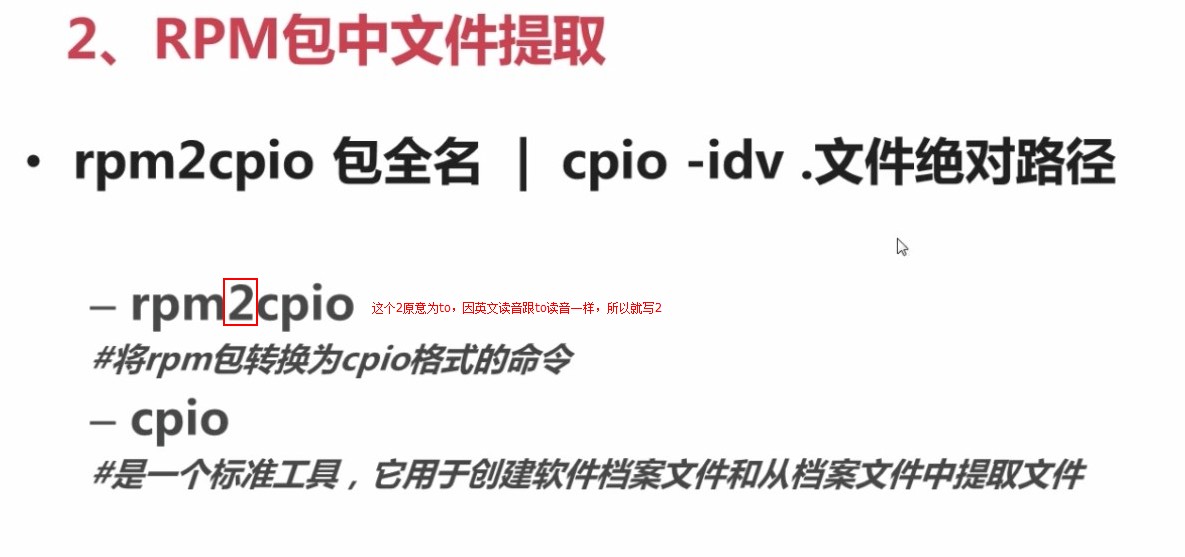 2、RPM包中文件提取
• rpm2cpio 包全名 | cpio -idv .文件绝对路径
– rpm2cpio 这个2原意为to，因英文读音跟to读音一样，所以就写2
#将rpm包转换为cpio格式的命令
– cpio
#是一个标准工具，它用于创建软件档案文件和从档案文件中提取文件